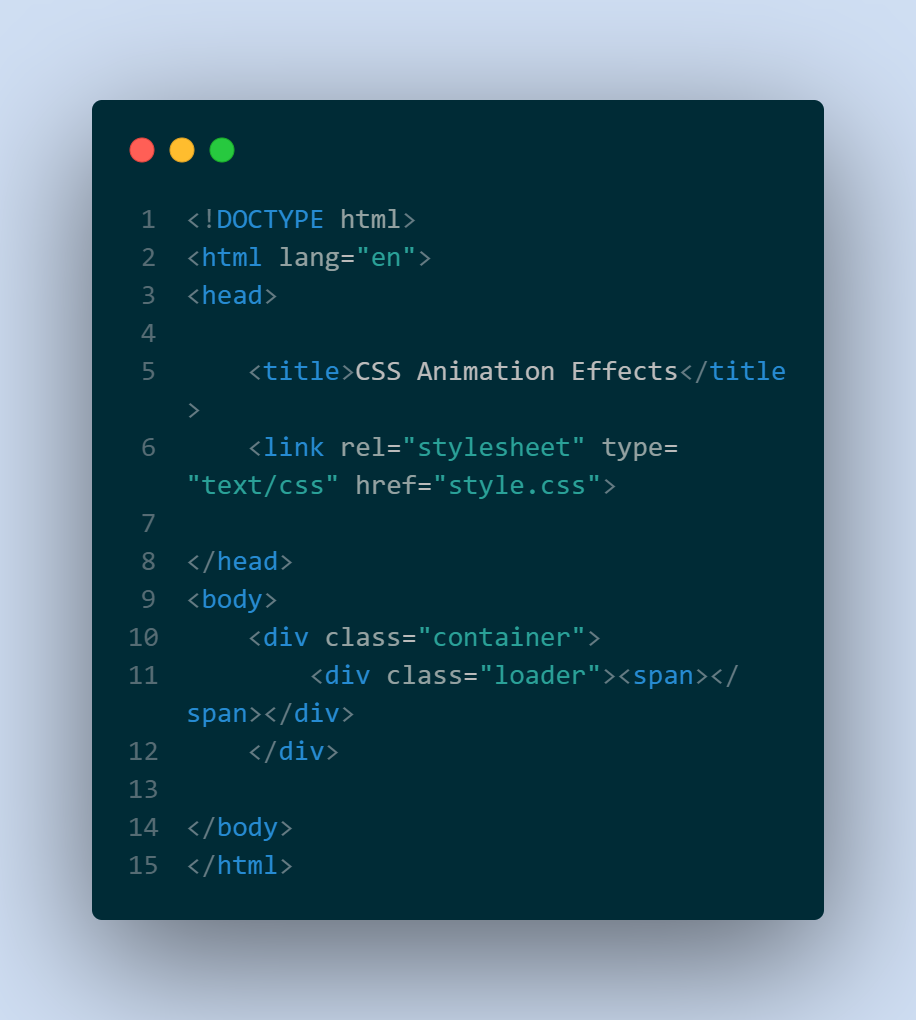 1 <!DOCTYPE html>
2 <html lang="en">
3 <head>
4
5     <title>CSS Animation Effects</title
>
6     <link rel="stylesheet" type=
"text/css" href="style.css">
7
8 </head>
9 <body>
10     <div class="container">
11         <div class="loader"><span></
span></div>
12     </div>
13
14 </body>
15 </html>